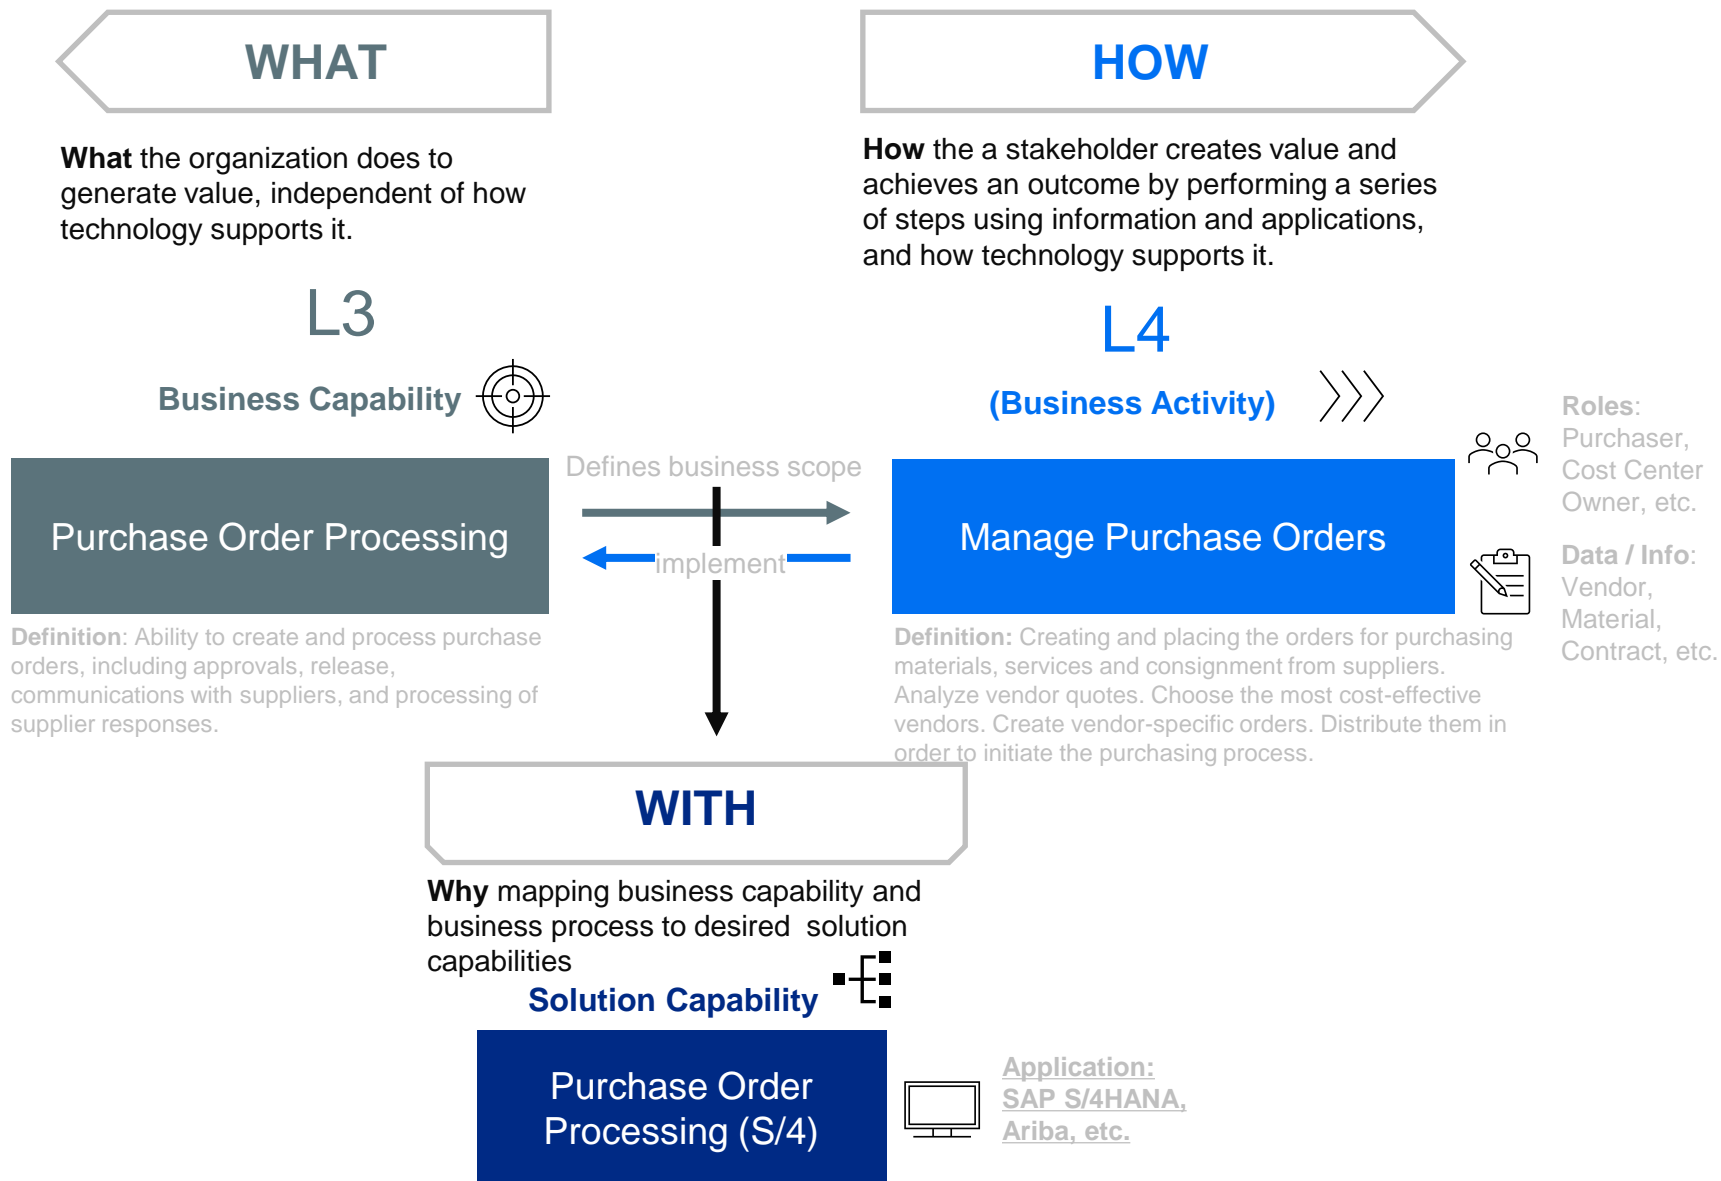 WHAT
What the organization does to
generate value, independent of how
technology supports it.
L3
Business Capability
Purchase Order Processing
Definition: Ability to create and process purchase
orders, including approvals, release,
communications with suppliers, and processing of
supplier responses.
Defines business scope
implement
HOW
How the a stakeholder creates value and
achieves an outcome by performing a series
of steps using information and applications,
and how technology supports it.
L4
(Business Activity)
Manage Purchase Orders
Definition: Creating and placing the orders for purchasing
materials, services and consignment from suppliers.
Analyze vendor quotes. Choose the most cost-effective
vendors. Create vendor-specific orders. Distribute them in
order to initiate the purchasing process.
Roles:
Purchaser,
Cost Center
Owner, etc.
Data / Info:
Vendor,
Material,
Contract, etc.
WITH
Why mapping business capability and
business process to desired  solution
capabilities
Solution Capability
Purchase Order
Processing (S/4)
Application:
SAP S/4HANA,
Ariba, etc.